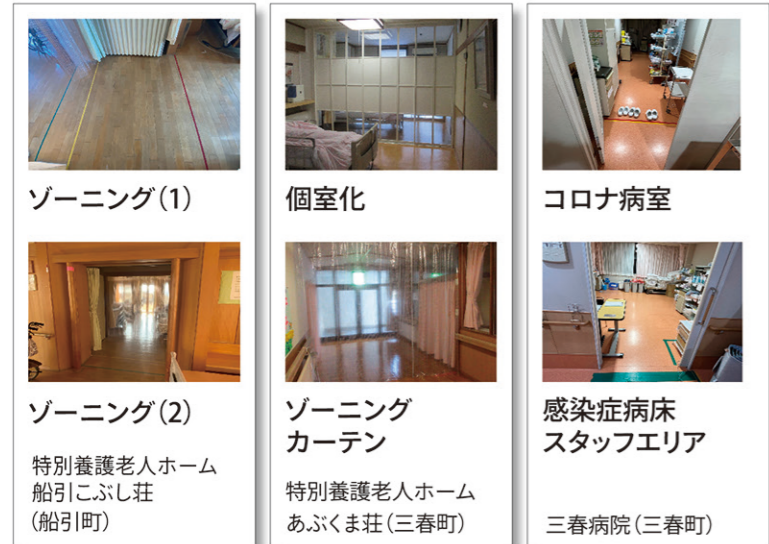 ゾーニング(1)
ゾーニング(2)
特別養護老人ホーム
船引こぶし荘
(船引町)
個室化
ゾーニング
カーテン
特別養護老人ホーム
あぶくま荘(三春町)
コロナ病室
感染症病床
スタッフエリア
三春病院(三春町)